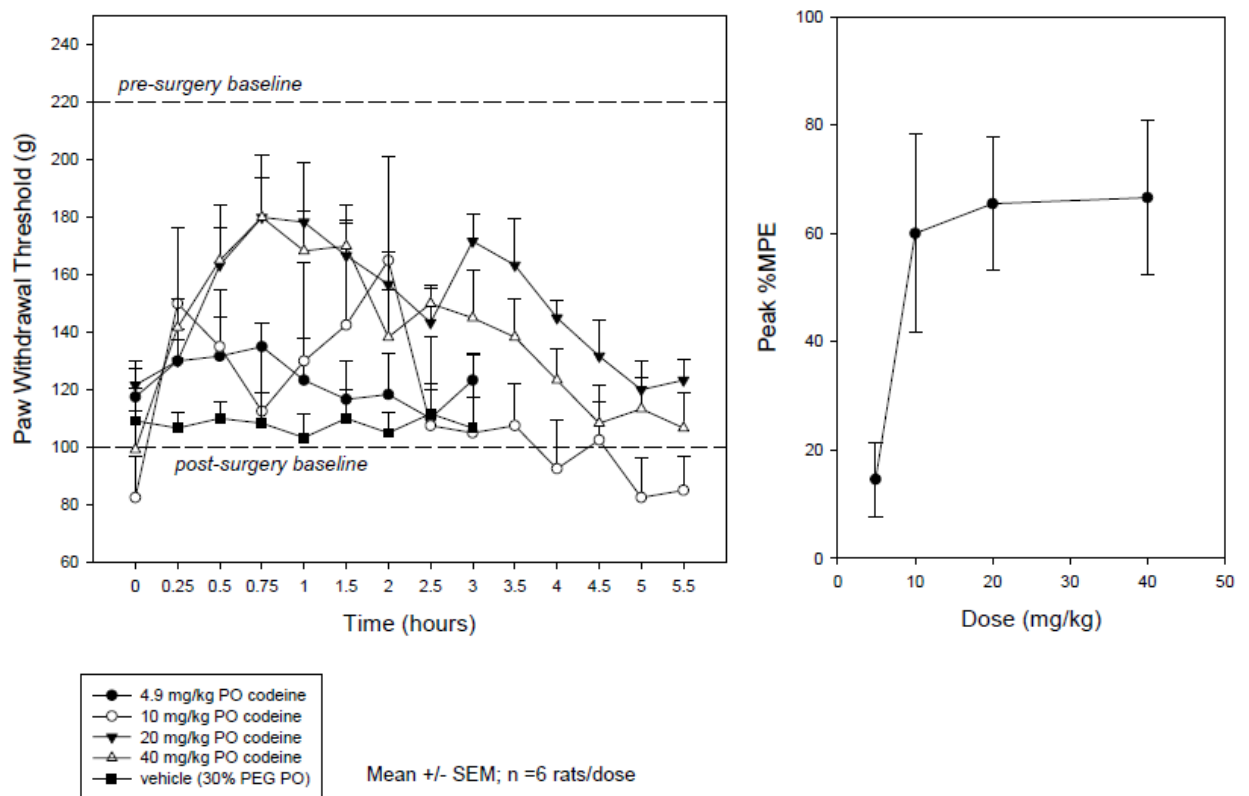 240
220
200
180
160
140
120
100
80
60
Paw Withdrawal Threshold (g)
pre-surgery baseline
post-surgery baseline
0 0.25 0.5 0.75 1 1.5 2 2.5 3 3.5 4 4.5 5 5.5
Time (hours)
100
80
60
40
20
0
Peak %MPE
0 10 20 30 40 50
Dose (mg/kg)
4.9 mg/kg PO codeine
10 mg/kg PO codeine
20 mg/kg PO codeine
40 mg/kg PO codeine
vehicle (30% PEG PO)
Mean +/- SEM; n =6 rats/dose